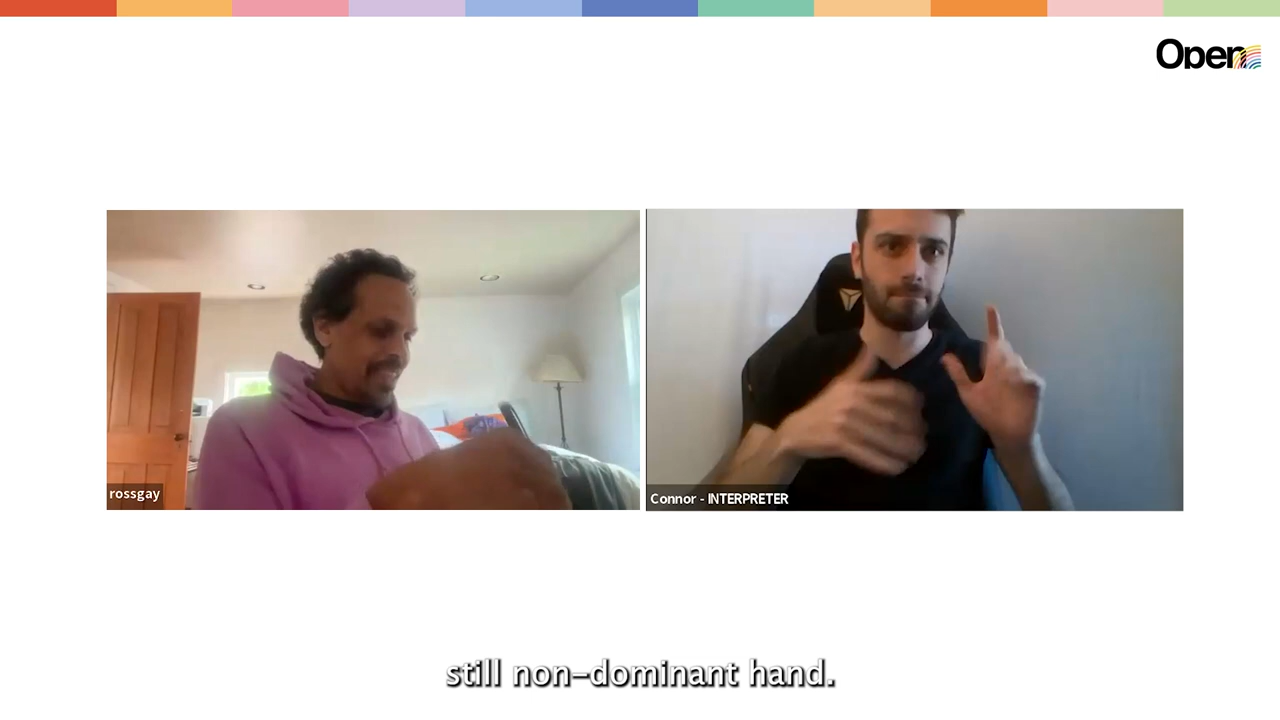 Open
rossgay
Connor - INTERPRETER
still non-dominant hand.